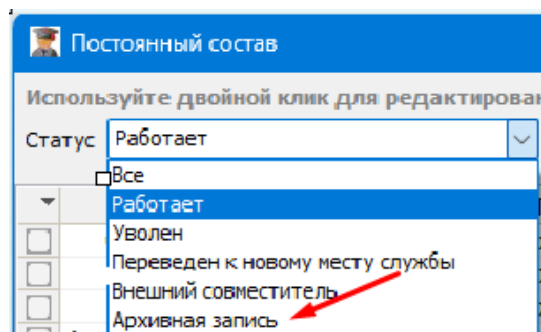 Постоянный состав
Используйте двойной клик для редактирован
Статус Работает
Все
Работает
Уволен
Переведен к новому месту службы
Внешний совместитель
Архивная запись